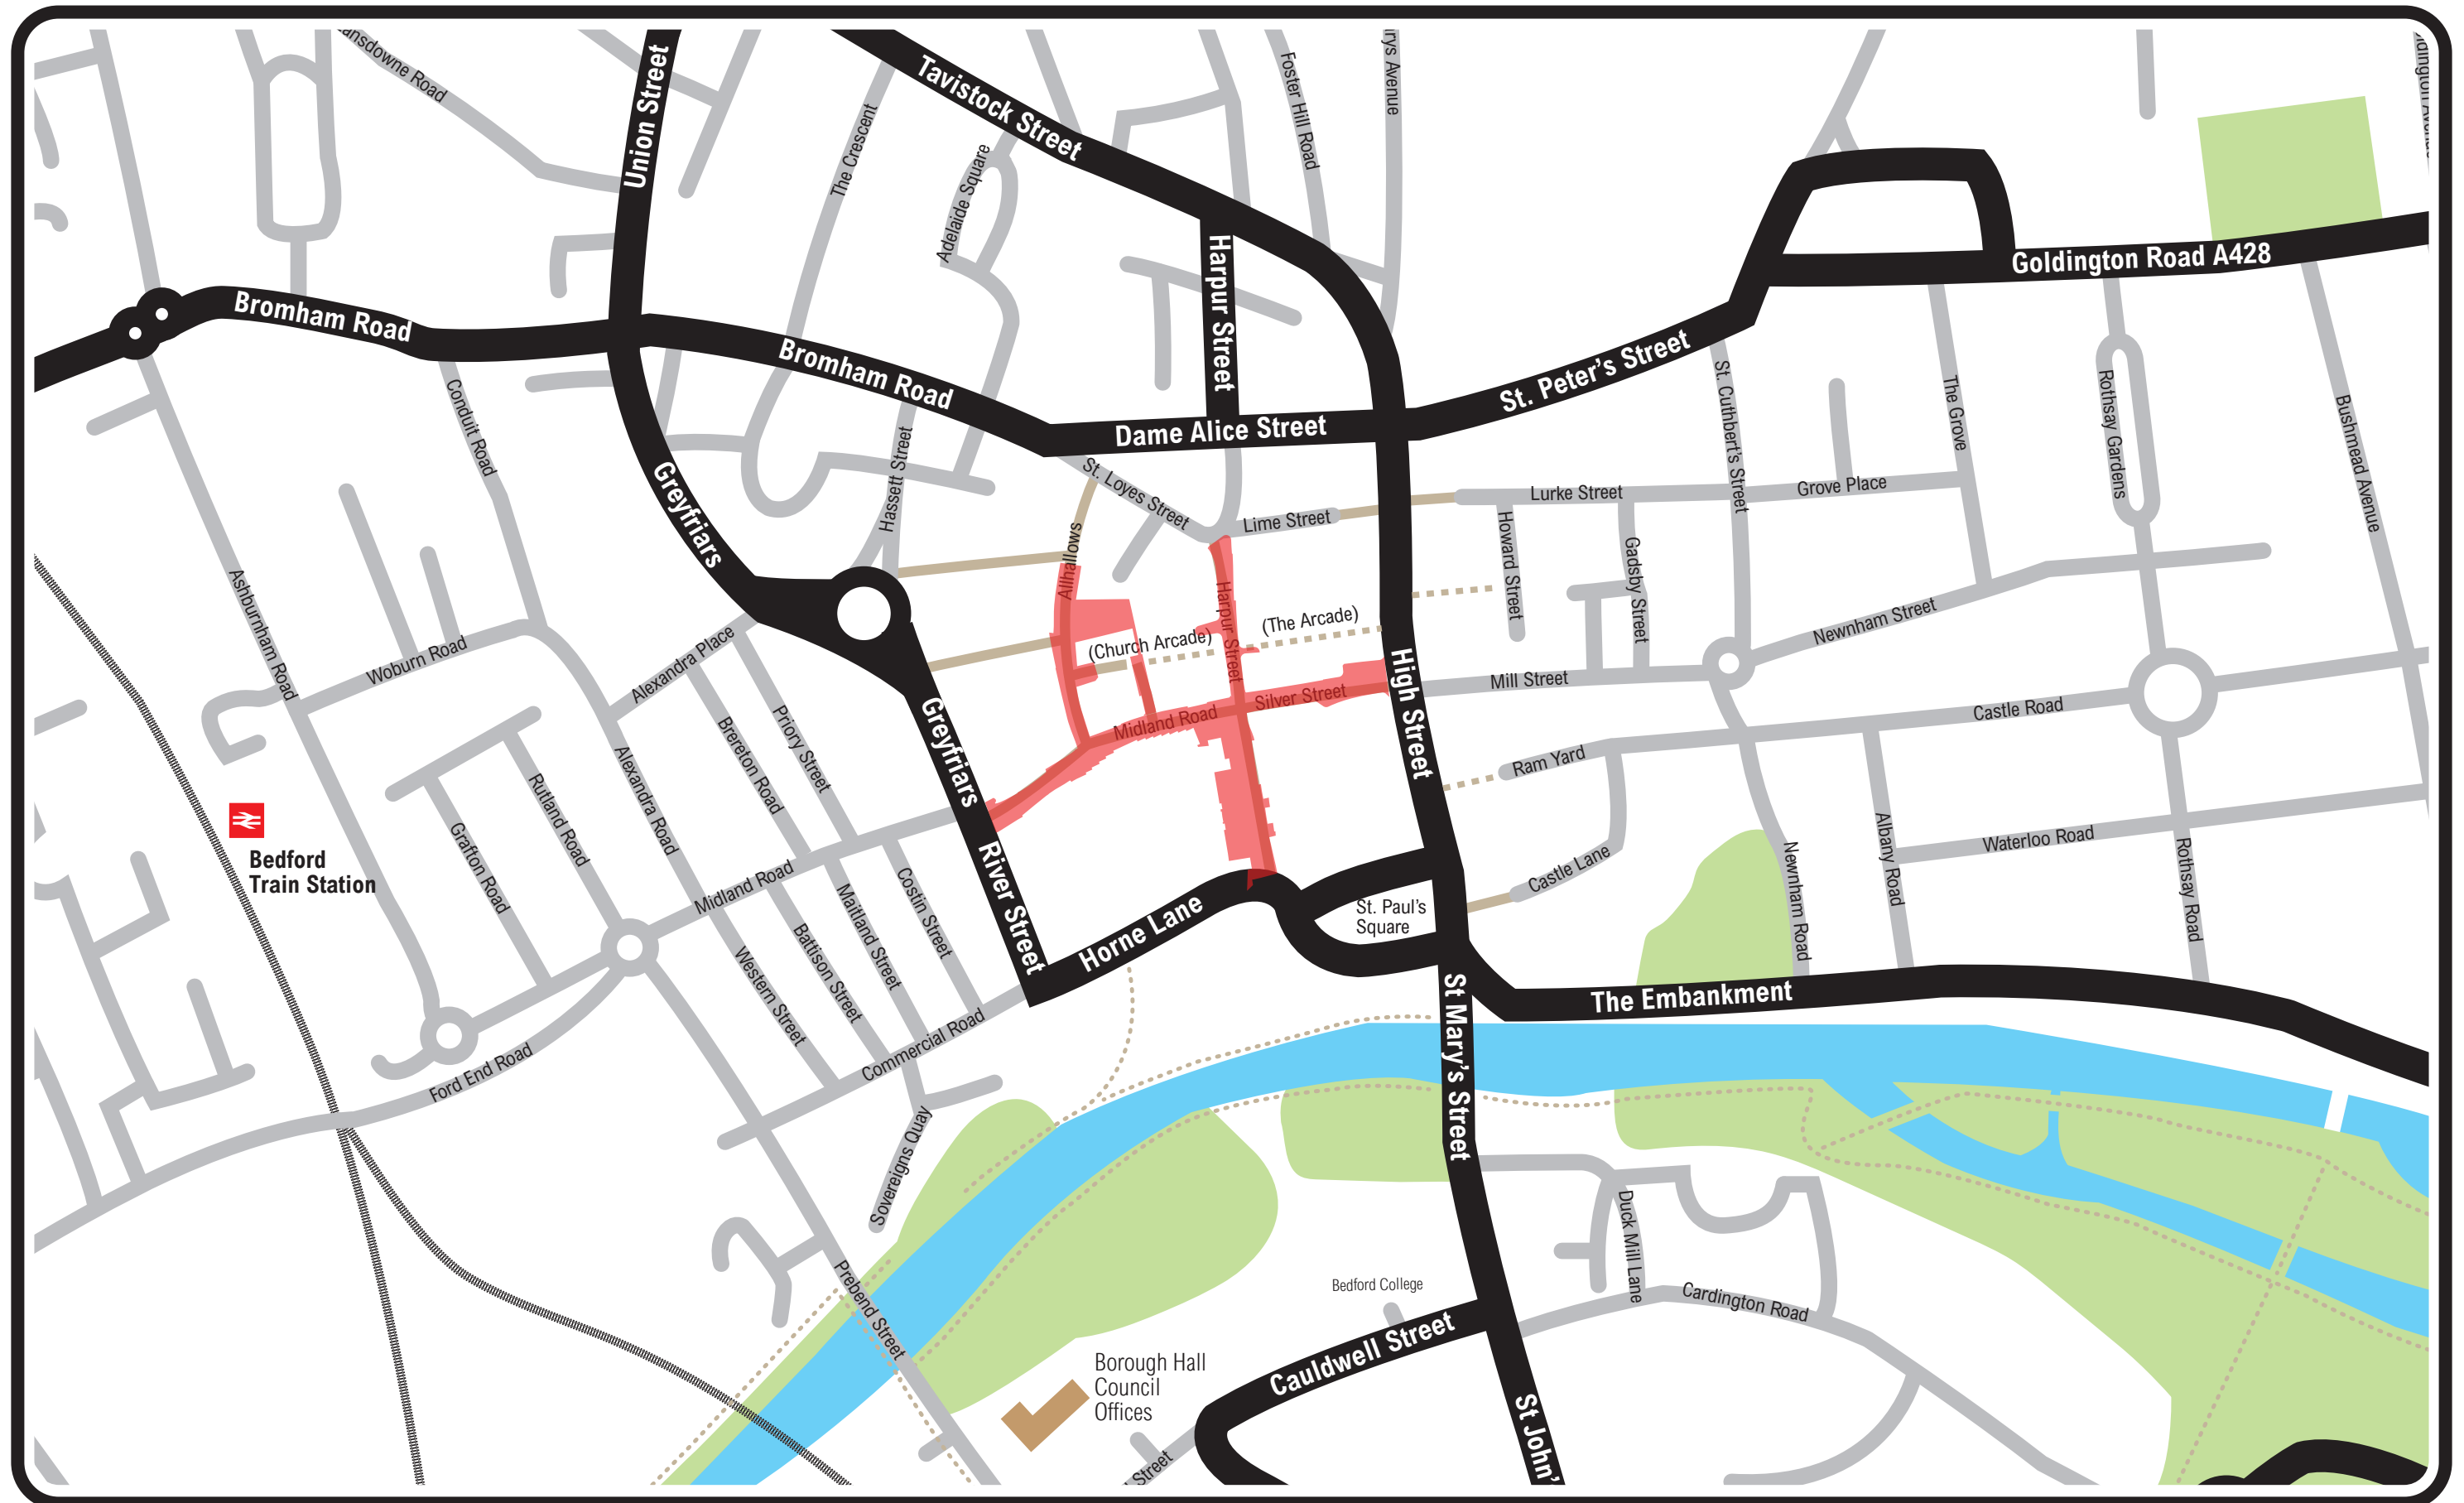 Lansdowne Road
Union Street
Tavistock Street
The Crescent
Adelaide Square
Foster Hill Road
Harpur Street
Goldington Road A428
Bromham Road
Bromham Road
Dame Alice Street
St. Peter's Street
Conduit Road
Greyfriars
Hassett Street
St. Loyes Street
Lime Street
Lurke Street
St. Cuthbert's Street
Grove Place
The Grove
Rothsay Gardens
Bushmead Avenue
Allhallows
Howard Street
Gadsby Street
Harpur Street
(Church Arcade)
(The Arcade)
Newnham Street
Ashburnham Road
Woburn Road
Alexandra Place
Midland Road
Silver Street
High Street
Mill Street
Castle Road
Brereton Road
Priory Street
Greyfriars
Ram Yard
Alexandra Road
Rutland Road
Grafton Road
Bedford
Train Station
Midland Road
Costin Street
Maitland Street
Battison Street
Western Street
River Street
Horne Lane
St. Paul's
Square
Castle Lane
Newnham Road
Albany Road
Waterloo Road
Rothsay Road
The Embankment
St Mary's Street
Commercial Road
Ford End Road
Sovereigns Quay
Prebend Street
Duck Mill Lane
Bedford College
Cardington Road
Cauldwell Street
Borough Hall
Council
Offices
Street
St John'